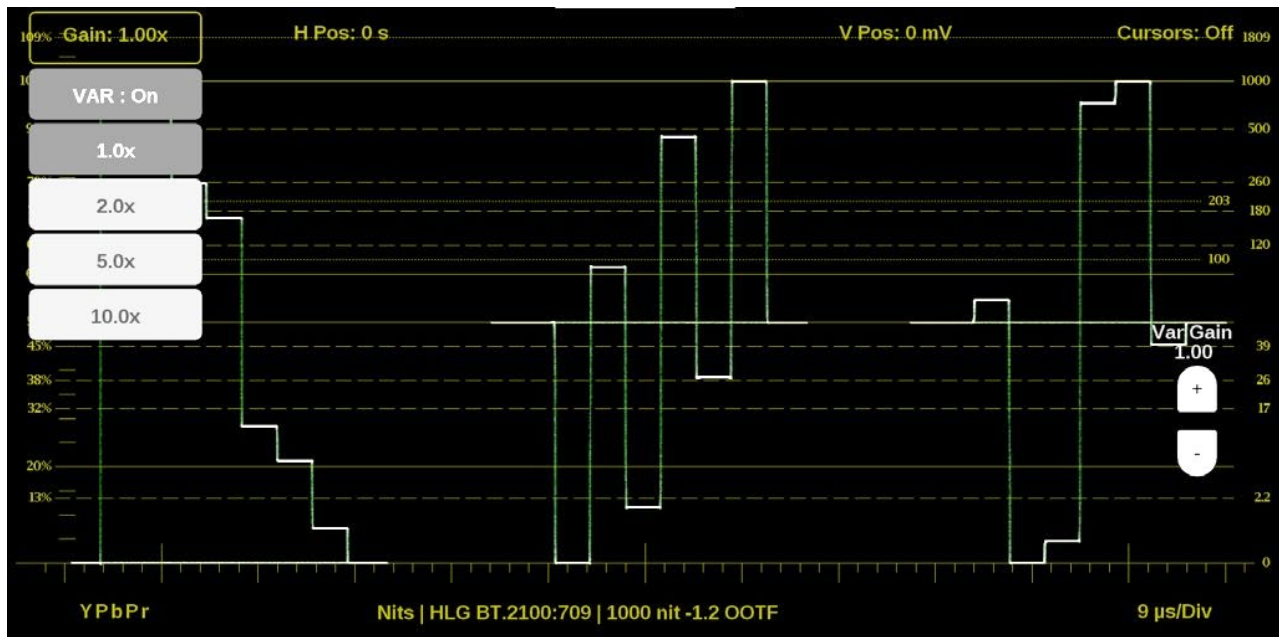 109% Gain: 1.00x H Pos: 0 s V Pos: 0 mV Cursors: Off 1809
1000
VAR : On
500
1.0x
260
2.0x
203
180
120
5.0x
100
10.0x
Var Gain
45% 1.00 39
38% + 26
32% 17
20% -
13% 2.2
0
YPbPr Nits | HLG BT.2100:709 | 1000 nit -1.2 OOTF 9 µs/Div